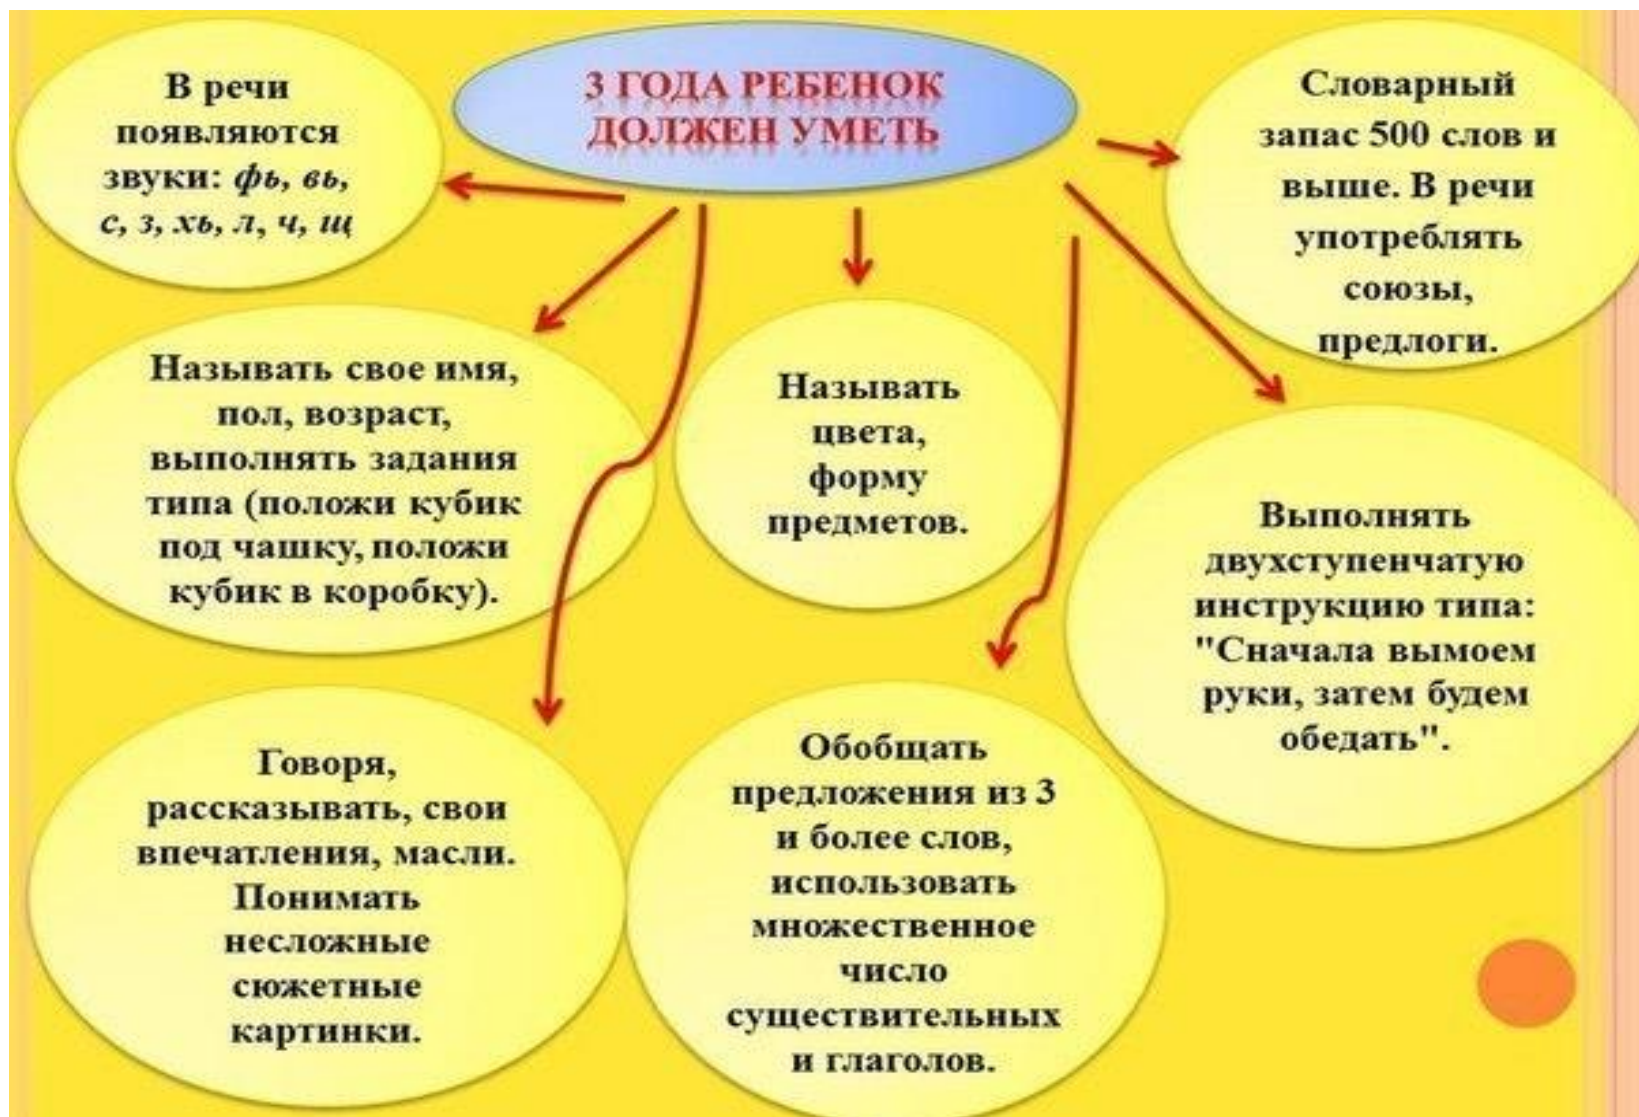 3 ГОДА РЕБЕНОК
ДОЛЖЕН УМЕТЬ
В речи
появляются
звуки: фь, вь,
с, з, хь, л, ч, щ
Словарный
запас 500 слов и
выше. В речи
употреблять
союзы,
предлоги.
Называть свое имя,
пол, возраст,
выполнять задания
типа (положи кубик
под чашку, положи
кубик в коробку).
Называть
цвета,
форму
предметов.
Выполнять
двухступенчатую
инструкцию типа:
"Сначала вымоем
руки, затем будем
обедать".
Говоря,
рассказывать, свои
впечатления, масли.
Понимать
несложные
сюжетные
картинки.
Обобщать
предложения из 3
и более слов,
использовать
множественное
число
существительных
и глаголов.